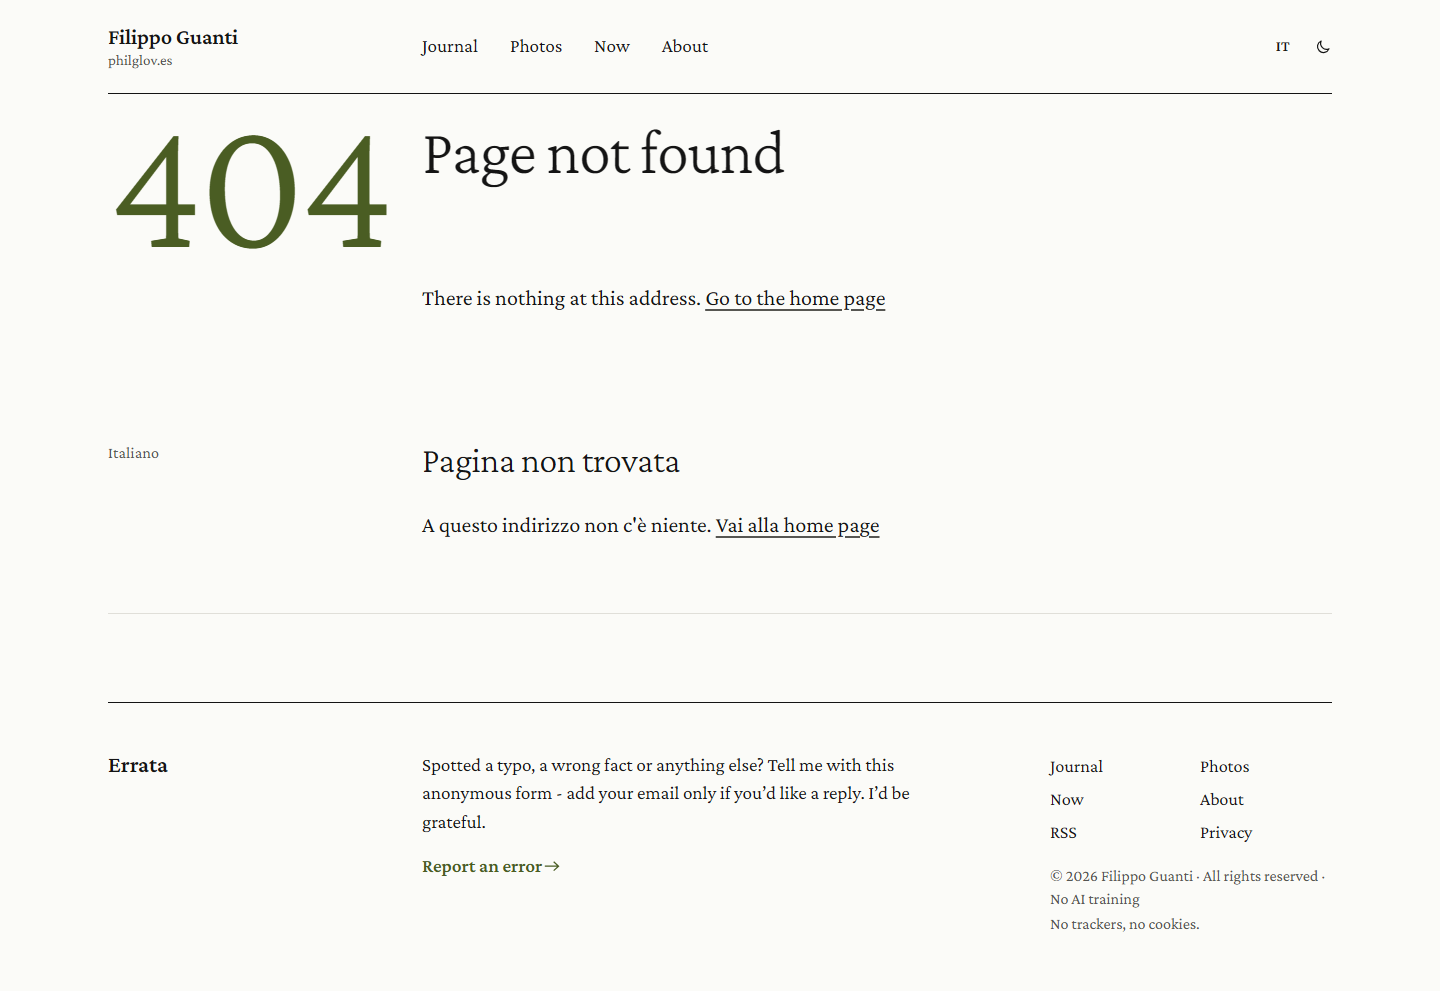 Filippo Guanti
philglov.es
Journal Photos Now About
IT
404
Page not found
There is nothing at this address. Go to the home page
Italiano
Pagina non trovata
A questo indirizzo non c'è niente. Vai alla home page
Errata
Spotted a typo, a wrong fact or anything else? Tell me with this
anonymous form - add your email only if you’d like a reply. I’d be
grateful.
Report an error→
Journal Photos
Now About
RSS Privacy
© 2026 Filippo Guanti · All rights reserved ·
No AI training
No trackers, no cookies.